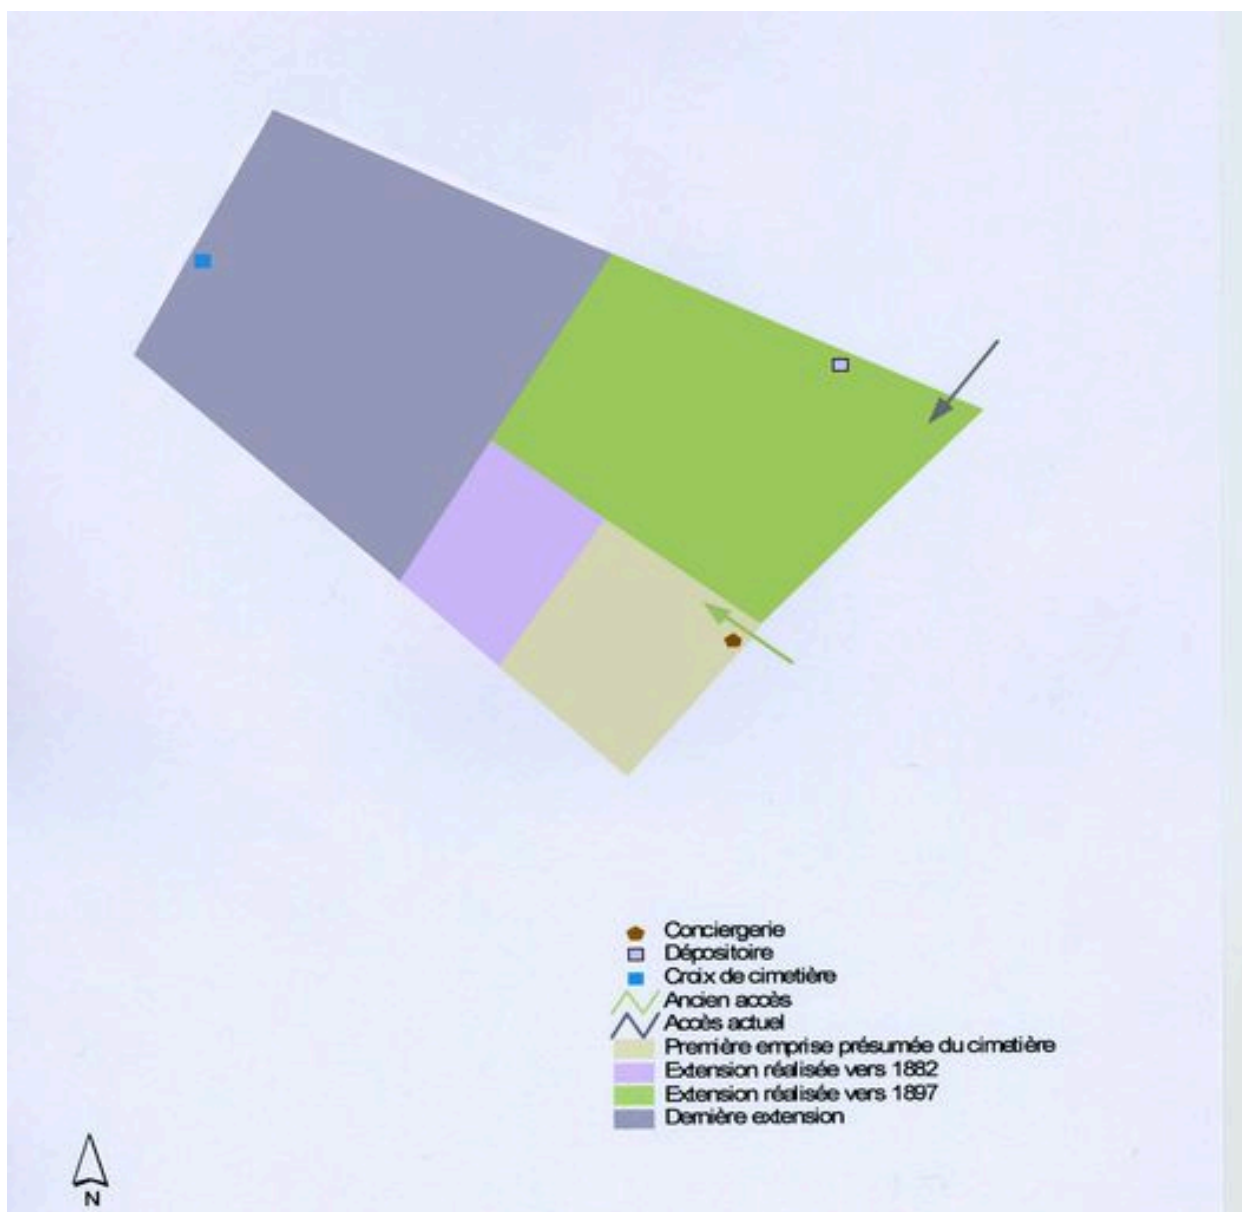 Conciergerie
Dépositoire
Croix de cimetière
Ancien accès
Accès actuel
Première emprise présumée du cimetière
Extension réalisée vers 1882
Extension réalisée vers 1897
Dernière extension
N